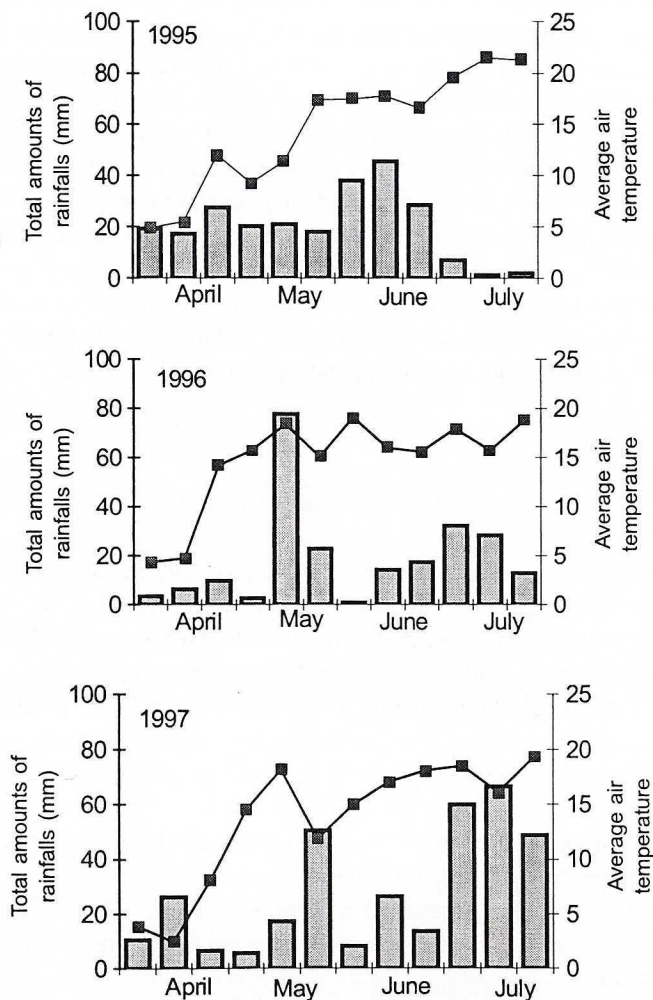 1995
100
80
60
40
20
0
25
20
15
10
5
0
Total amounts of
rainfalls (mm)
Average air
temperature
April May June July
1996
100
80
60
40
20
0
25
20
15
10
5
0
Total amounts of
rainfalls (mm)
Average air
temperature
April May June July
1997
100
80
60
40
20
0
25
20
15
10
5
0
Total amounts of
rainfalls (mm)
Average air
temperature
April May June July